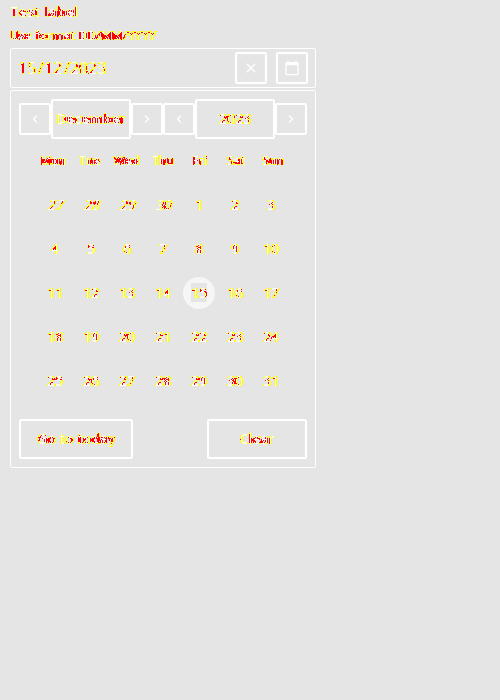 Test Label
Use format DD/MM/YYYY
15/12/2023
December 2023
Mon Tue Wed Thu Fri Sat Sun
27 28 29 30 1 2 3
4 5 6 7 8 9 10
11 12 13 14 15 16 17
18 19 20 21 22 23 24
25 26 27 28 29 30 31
Go to today Clear